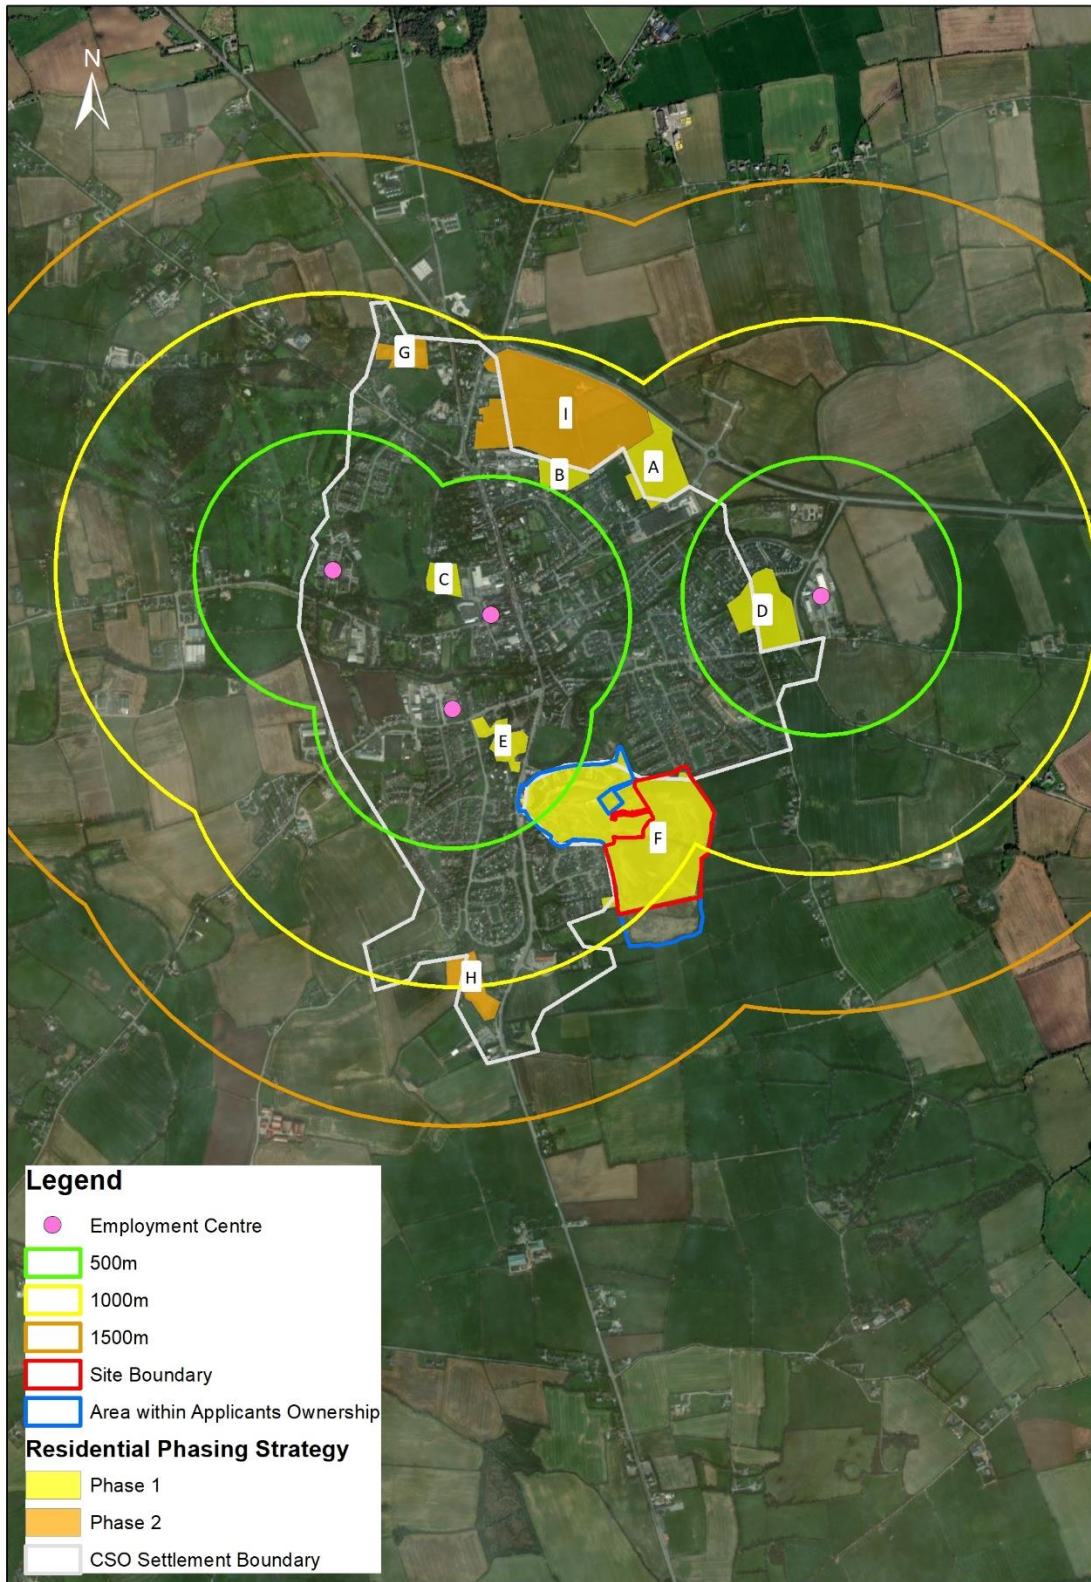 N
G
I
A
B
C
D
E
F
H
Legend
Employment Centre
500m
1000m
1500m
Site Boundary
Area within Applicants Ownership
Residential Phasing Strategy
Phase 1
Phase 2
CSO Settlement Boundary